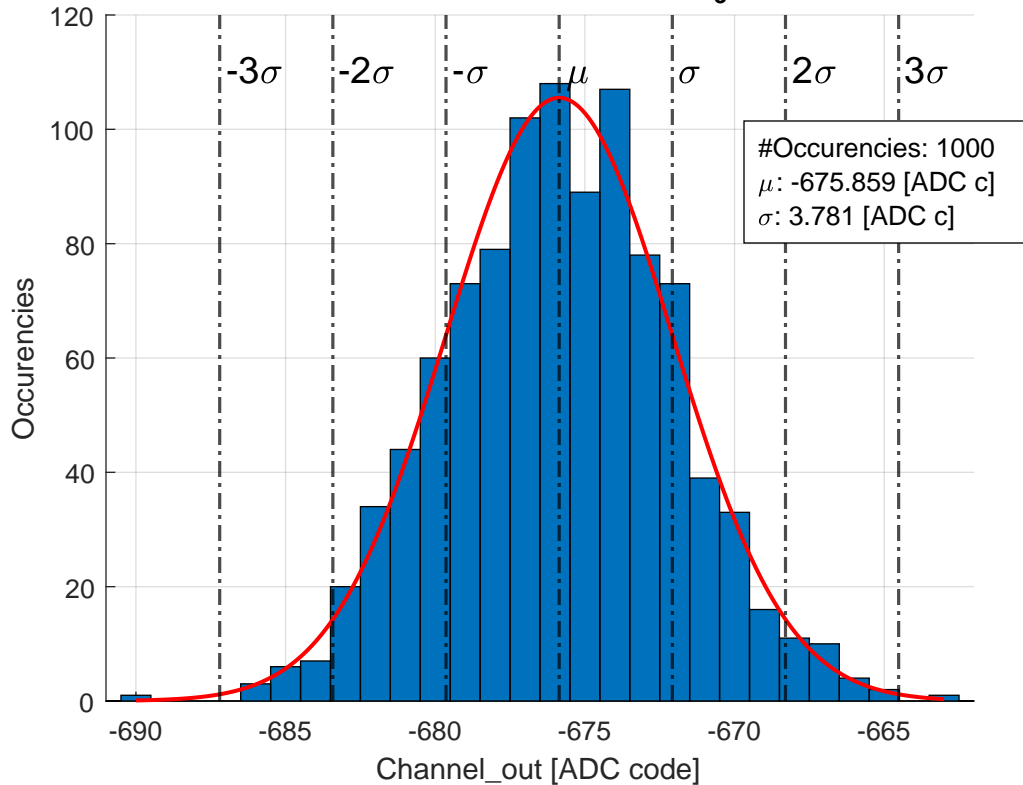 120
100
80
60
40
20
0
Occurencies
-3σ
-2σ
-σ
μ
σ
2σ
3σ
#Occurencies: 1000
μ: -675.859 [ADC c]
σ: 3.781 [ADC c]
-690
-685
-680
-675
-670
-665
Channel_out [ADC code]